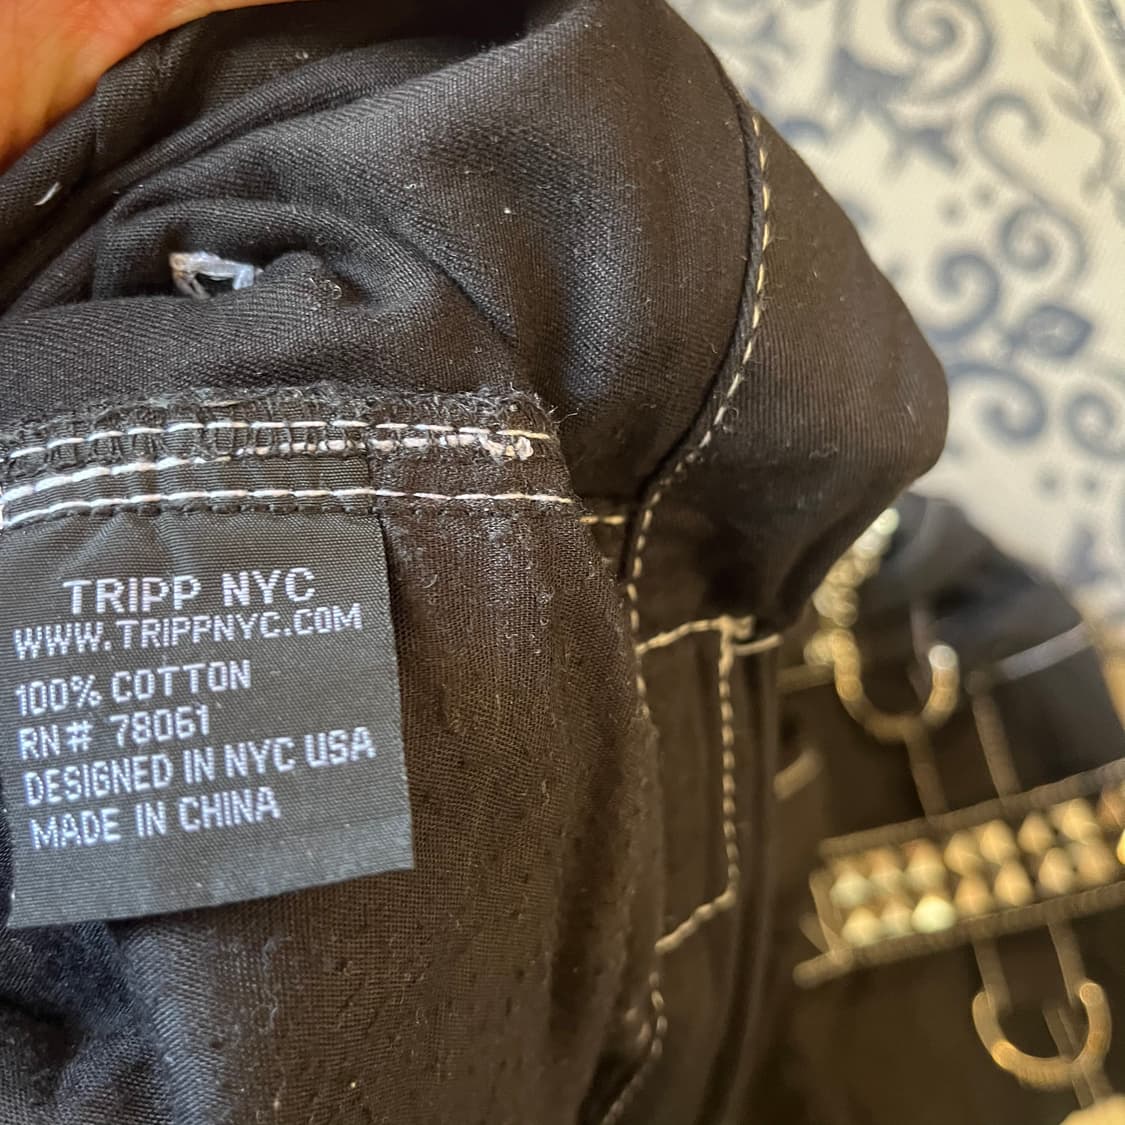 TRIPP NYC
WWW.TRIPPNYC.COM
100% COTTON
RN# 78061
DESIGNED IN NYC USA
MADE IN CHINA